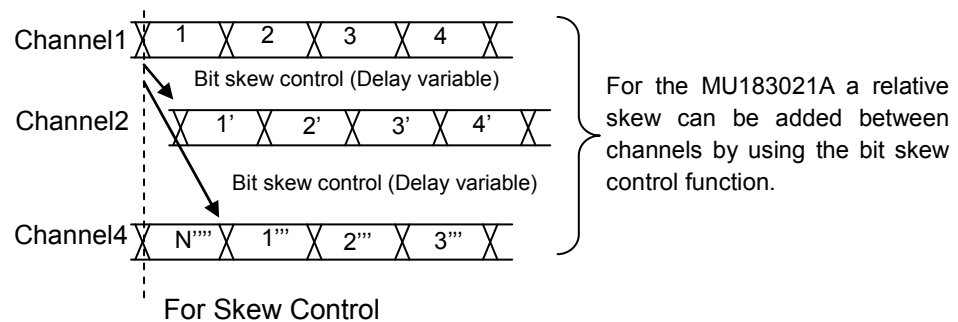 Channel1 1 2 3 4
Bit skew control (Delay variable)
Channel2 1’ 2’ 3’ 4’
Bit skew control (Delay variable)
Channel4 N’’’’ 1’’’ 2’’’ 3’’’
For Skew Control
For the MU183021A a relative
skew can be added between
channels by using the bit skew
control function.